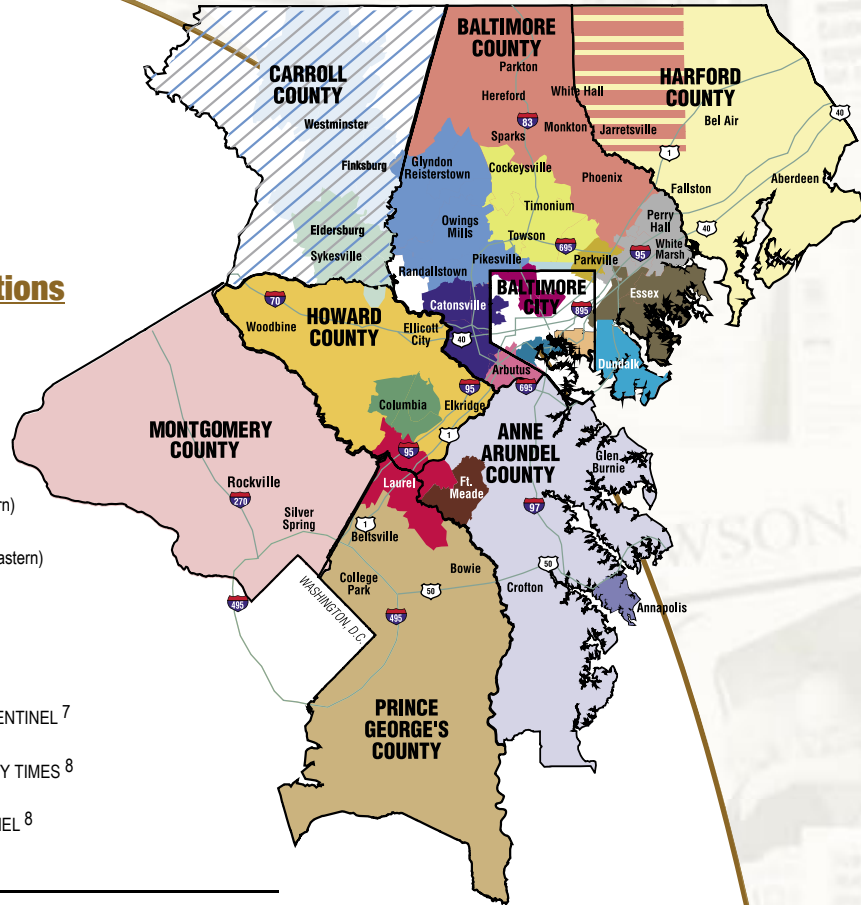 BALTIMORE
COUNTY
Parkton
CARROLL
COUNTY
HARFORD
COUNTY
Hereford
White Hall
40
Westminster
83
Monkton
Jarretsville
Bel Air
Sparks
1
Finksburg
Glyndon
Reisterstown
Cockeysville
Phoenix
Fallston
Aberdeen
Timonium
Perry
Hall
Eldersburg
Owings
Mills
40
Towson
695
95
White
Marsh
Sykesville
Pikesville
Parkville
Randallstown
tions
70
BALTIMORE
CITY
Essex
Catonsville
895
HOWARD
COUNTY
Woodbine
Ellicott
City
40
Arbutus
Dundalk
95
695
Columbia
Elkridge
MONTGOMERY
COUNTY
1
ANNE
ARUNDEL
COUNTY
95
Glen
Burnie
Rockville
270
Laurel
Ft.
Meade
rn)
97
Silver
Spring
1
Beltsville
WSON
astern)
50
Bowie
College
Park
50
Crofton
WASHINGTON, D.C.
495
495
Annapolis
ENTINEL 7
PRINCE
GEORGE'S
COUNTY
Y TIMES 8
NEL 8